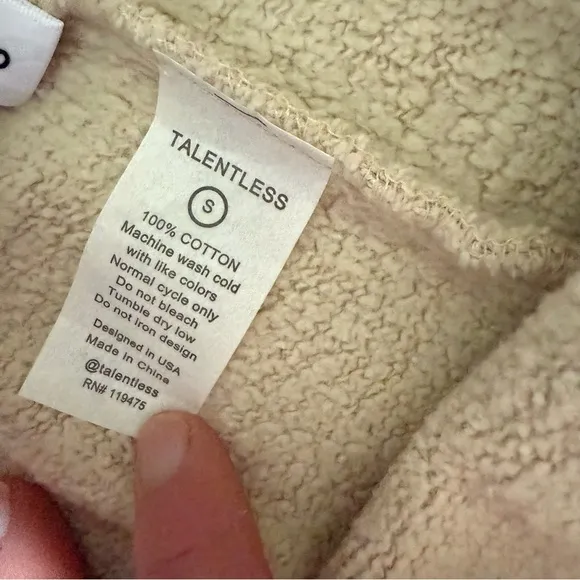 TALENTLESS
S
100% COTTON
Machine wash cold
with like colors
Normal cycle only
Do not bleach
Tumble dry low
Do not iron design
Designed in USA
Made in China
@talentless
RN# 119475